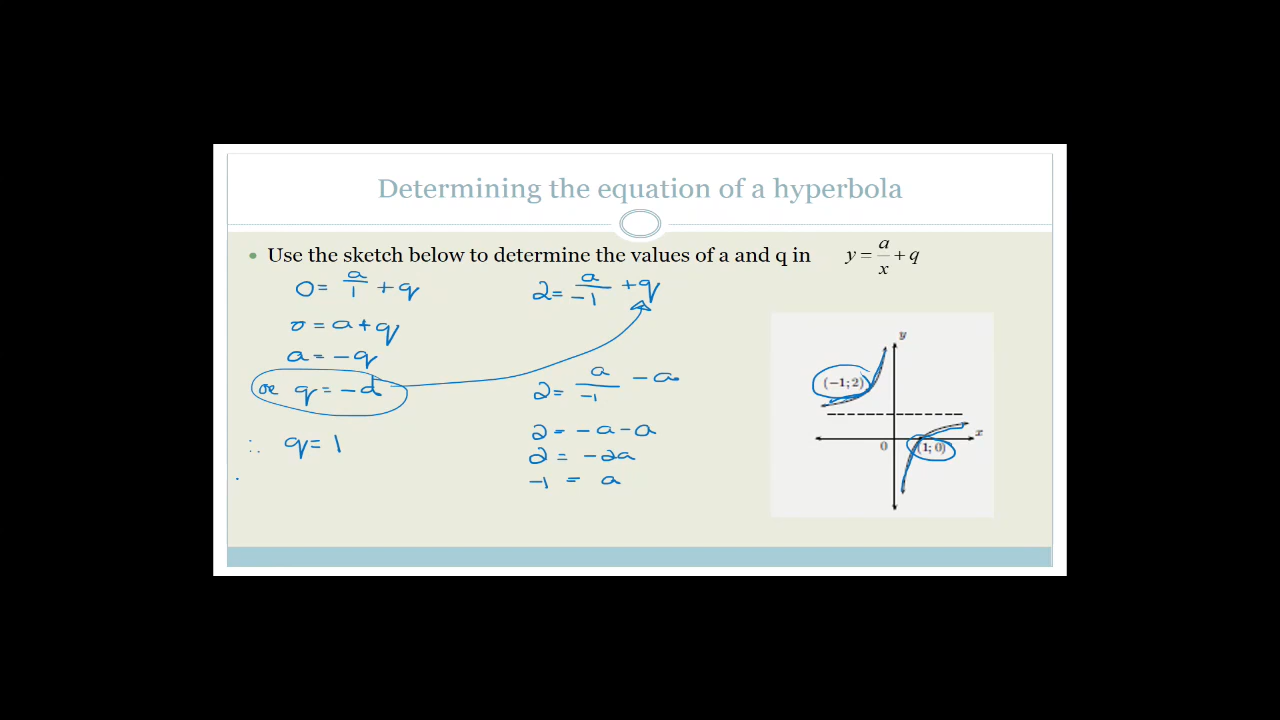 Determining the equation of a hyperbola
• Use the sketch below to determine the values of a and q in y = a/x + q
0 = a/1 + q
0 = a + q
a = -q
or q = -a
∴ q = 1
2 = a/-1 + q
2 = a/-1 - a
2 = -a - a
2 = -2a
-1 = a
y
(-1; 2)
x
0
(1; 0)